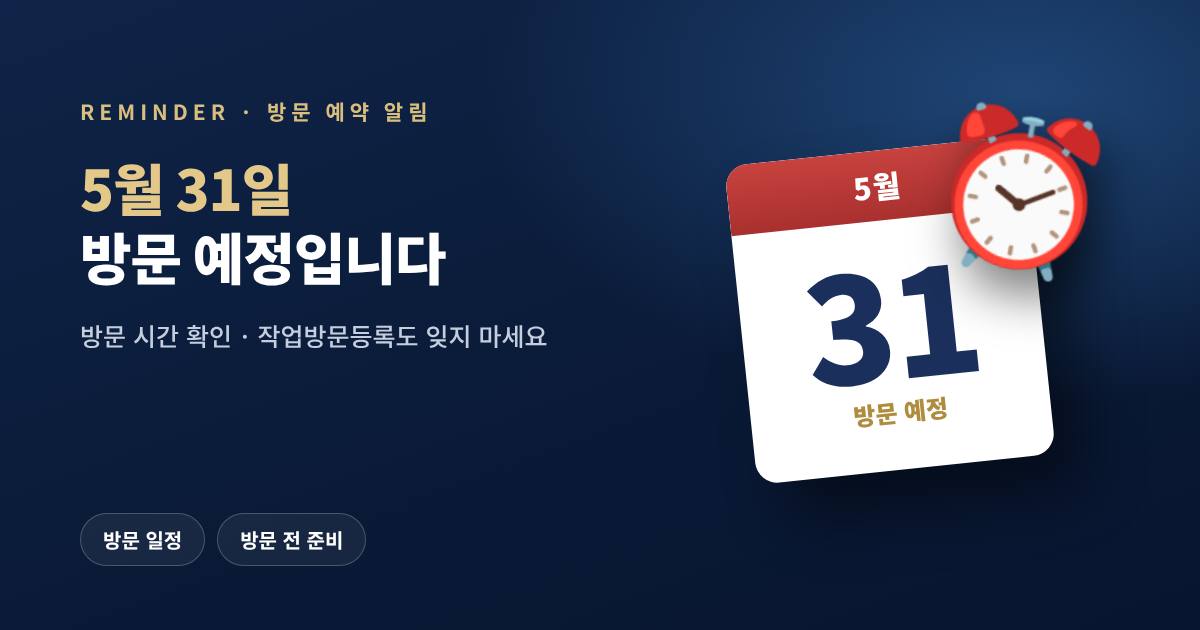 REMINDER · 방문 예약 알림
5월 31일
방문 예정입니다
방문 시간 확인 · 작업방문등록도 잊지 마세요
방문 일정
방문 전 준비
5월
31
방문 예정